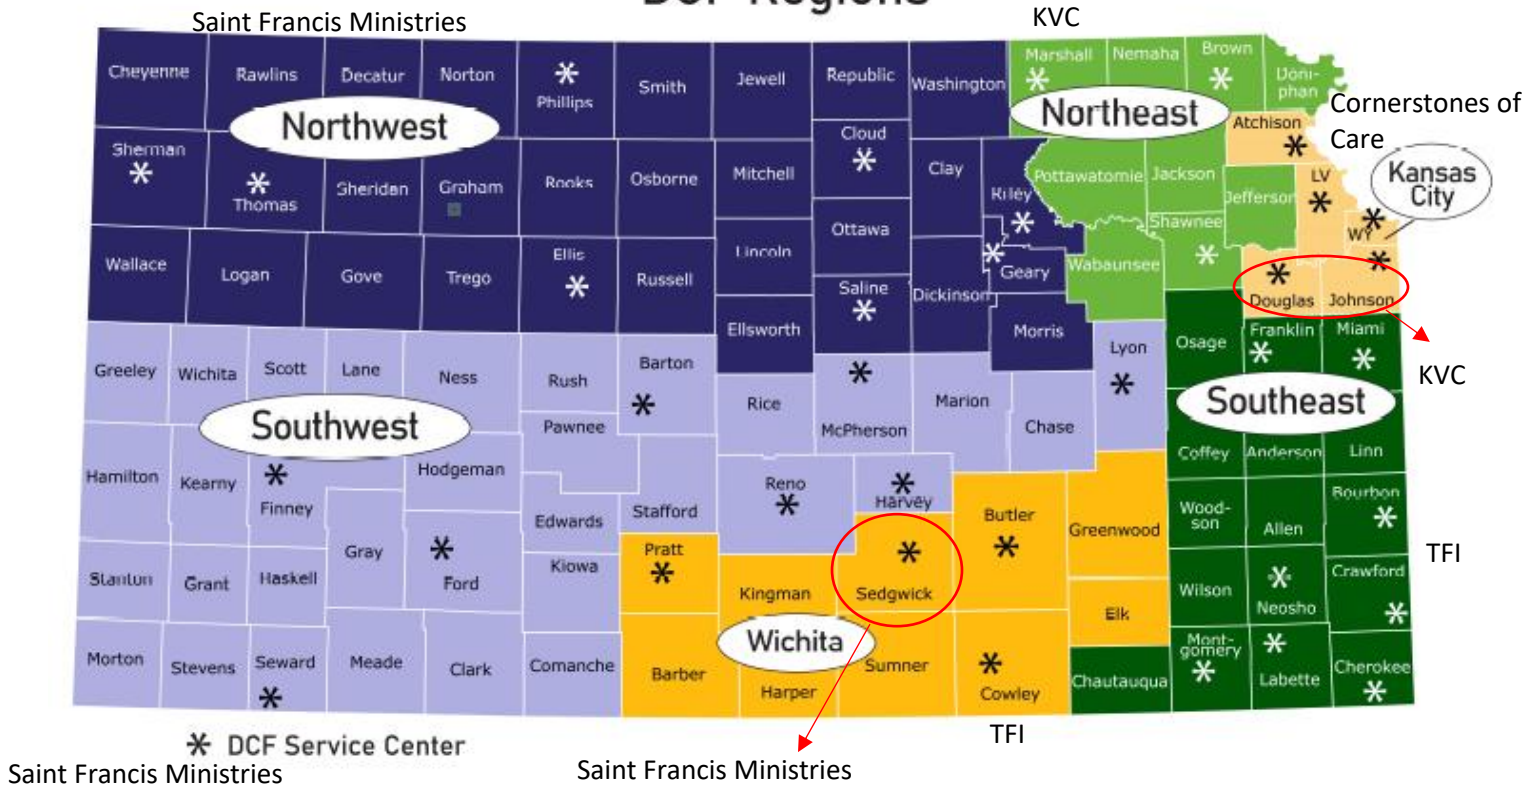 DCF Regions
Saint Francis Ministries
KVC
Cheyenne
Rawlins
Decatur
Norton
Phillips
Smith
Jewell
Republic
Washington
Marshall
Nemaha
Brown
Doni-
phan
Northwest
Northeast
Cornerstones of
Care
Sherman
Thomas
Sheridan
Graham
Rooks
Osborne
Mitchell
Cloud
Clay
Riley
Pottawatomie
Jackson
Atchison
Jefferson
LV
Kansas
City
WY
Wallace
Logan
Gove
Trego
Ellis
Russell
Lincoln
Ottawa
Saline
Dickinson
Geary
Wabaunsee
Shawnee
Douglas
Johnson
Ellsworth
Morris
KVC
Greeley
Wichita
Scott
Lane
Ness
Rush
Barton
Rice
McPherson
Marion
Chase
Lyon
Osage
Franklin
Miami
Southwest
Southeast
Pawnee
Hamilton
Kearny
Finney
Hodgeman
Edwards
Stafford
Reno
Harvey
Butler
Greenwood
Coffey
Anderson
Linn
Wood-
son
Allen
Bourbon
TFI
Stanton
Grant
Haskell
Gray
Ford
Kiowa
Pratt
Kingman
Sedgwick
Elk
Wilson
Neosho
Crawford
Wichita
Morton
Stevens
Seward
Meade
Clark
Comanche
Barber
Harper
Sumner
Cowley
Chautauqua
Mont-
gomery
Labette
Cherokee
* DCF Service Center
TFI
Saint Francis Ministries
Saint Francis Ministries